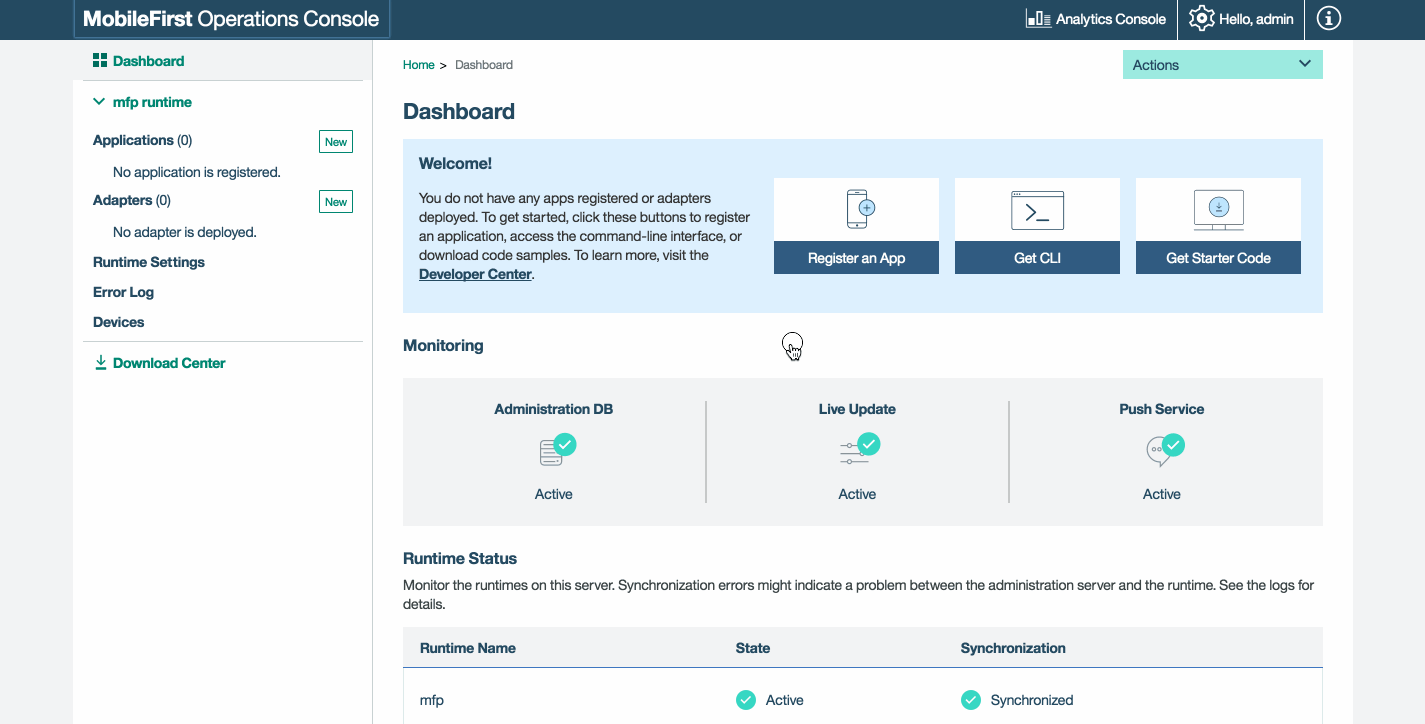 MobileFirst Operations Console
Analytics Console
Hello, admin
Dashboard
mfp runtime
Applications (0)
New
No application is registered.
Adapters (0)
New
No adapter is deployed.
Runtime Settings
Error Log
Devices
Download Center
Home > Dashboard
Actions
Dashboard
Welcome!
You do not have any apps registered or adapters
deployed. To get started, click these buttons to register
an application, access the command-line interface, or
download code samples. To learn more, visit the
Developer Center.
Register an App
Get CLI
Get Starter Code
Monitoring
Administration DB
Live Update
Push Service
Active
Active
Active
Runtime Status
Monitor the runtimes on this server. Synchronization errors might indicate a problem between the administration server and the runtime. See the logs for
details.
Runtime Name
State
Synchronization
mfp
Active
Synchronized